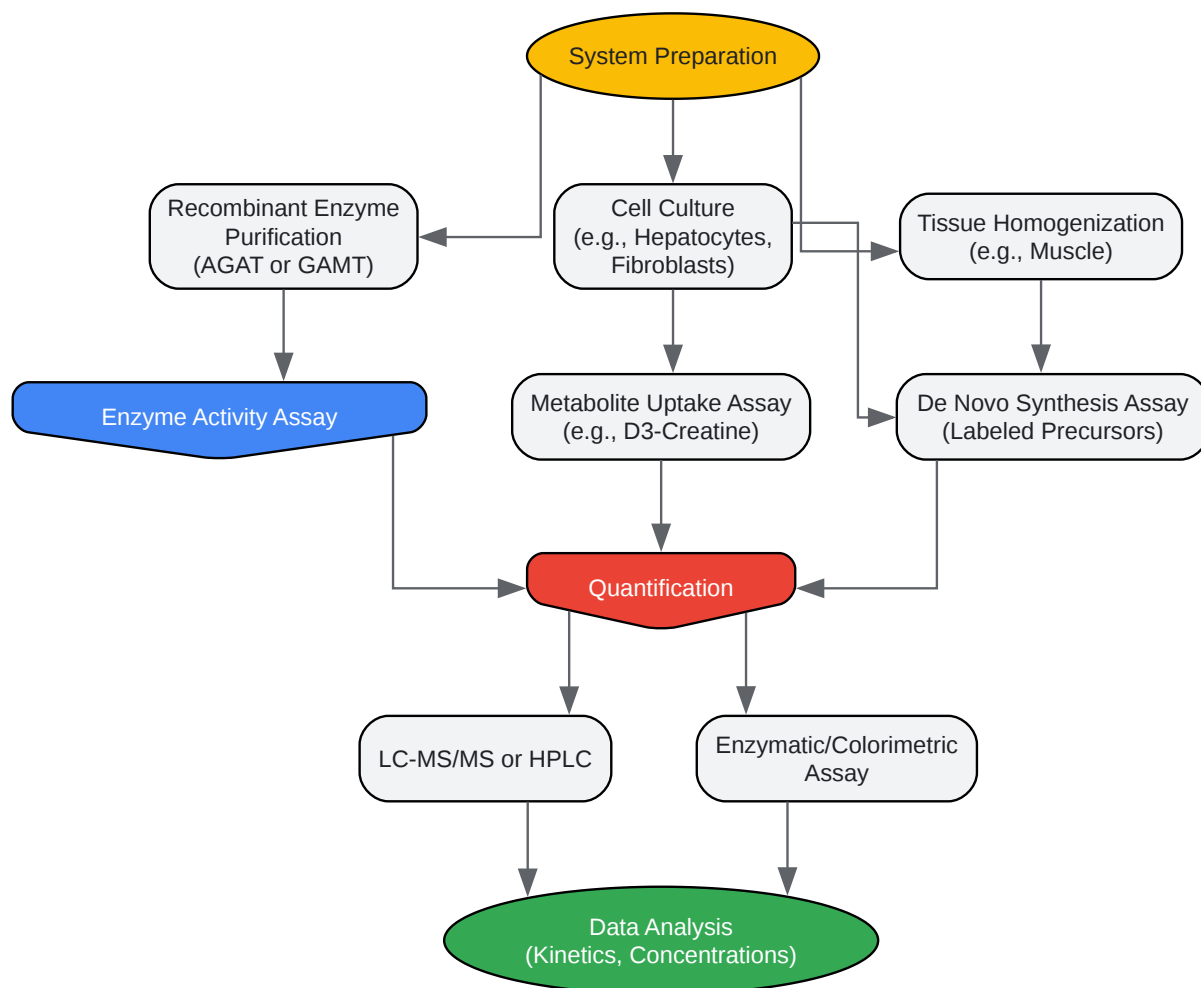 System Preparation
Recombinant Enzyme
Purification
(AGAT or GAMT)
Cell Culture
(e.g., Hepatocytes,
Fibroblasts)
Tissue Homogenization
(e.g., Muscle)
Enzyme Activity Assay
Metabolite Uptake Assay
(e.g., D3-Creatine)
De Novo Synthesis Assay
(Labeled Precursors)
Quantification
LC-MS/MS or HPLC
Enzymatic/Colorimetric
Assay
Data Analysis
(Kinetics, Concentrations)